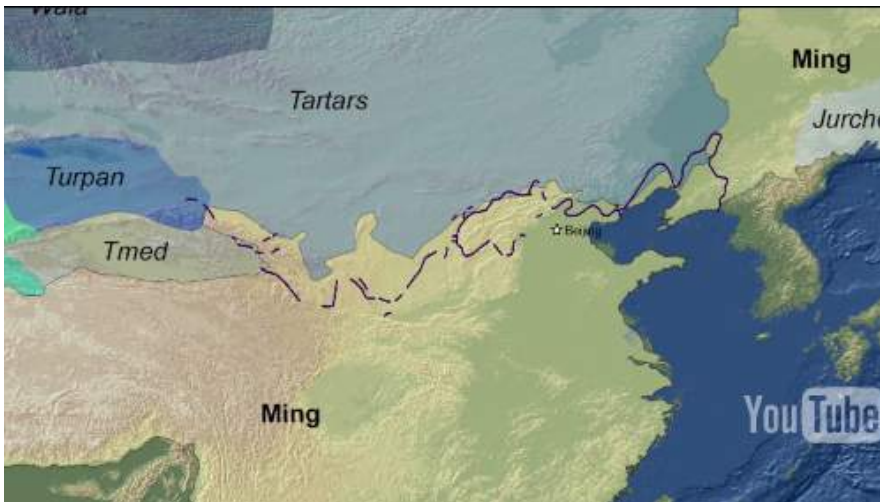 Wala
Ming
Tartars
Jurche
Turpan
Tmed
Beijing
Ming
YouTube